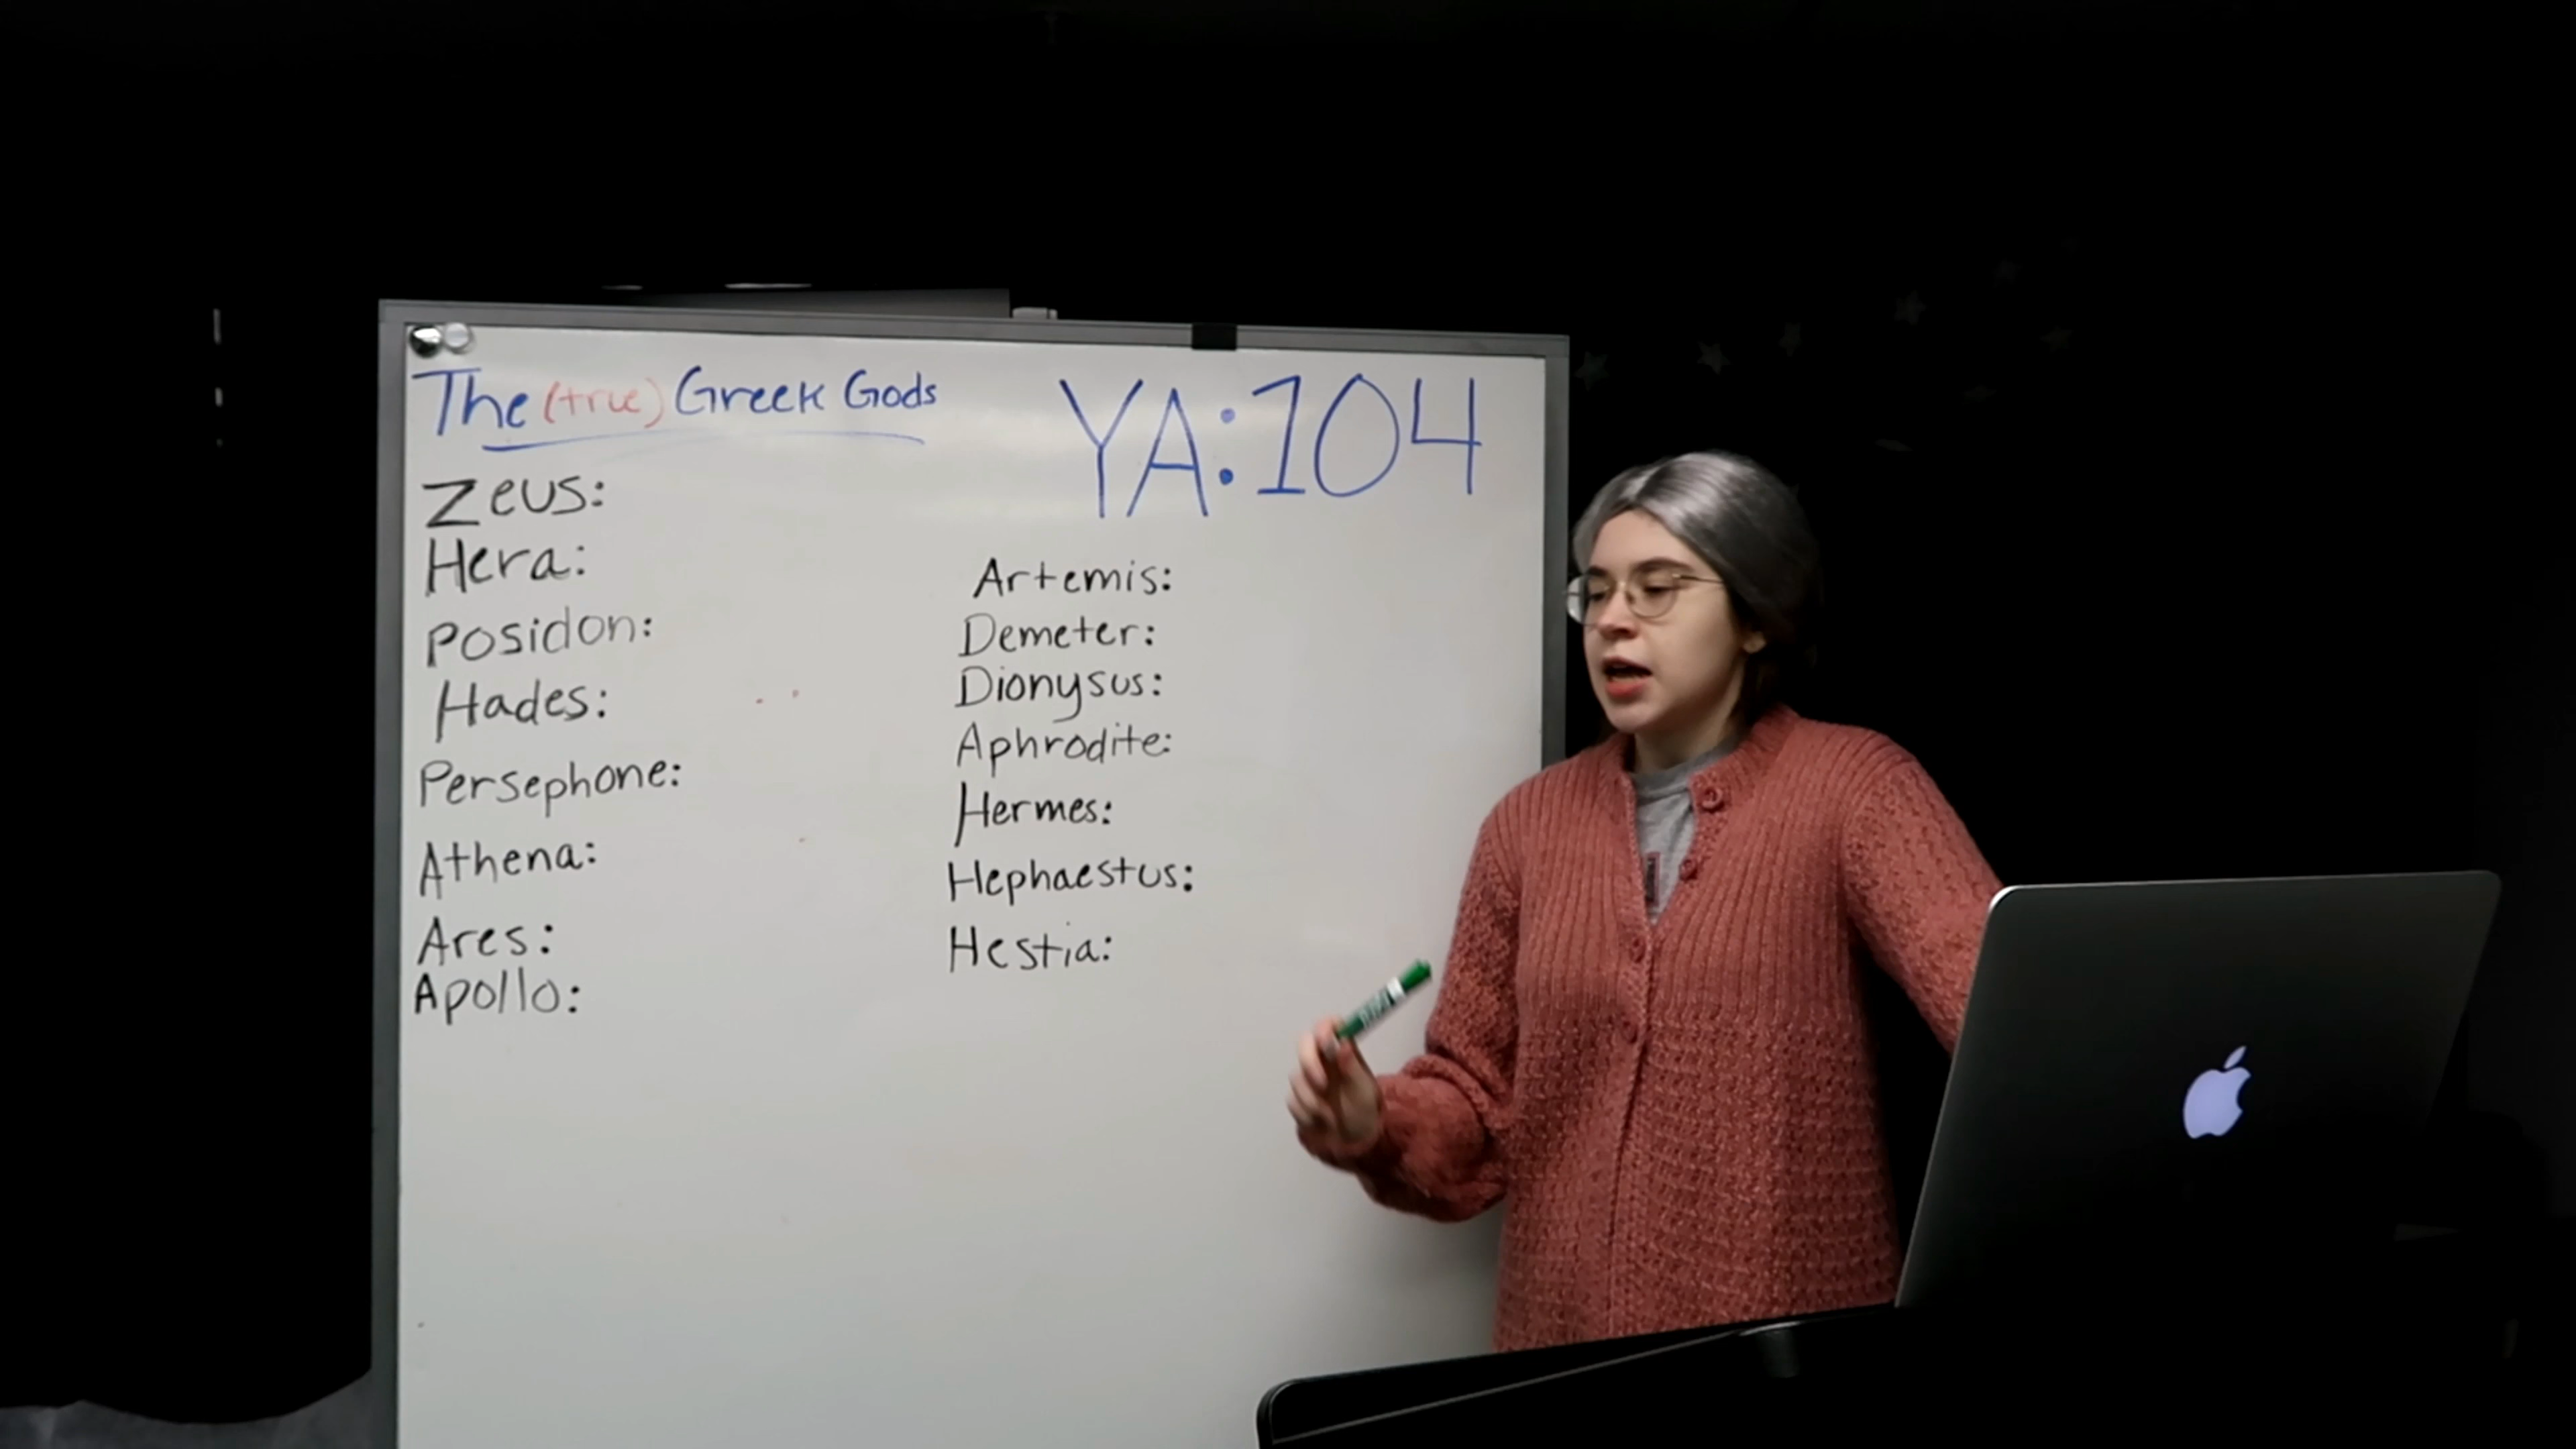 The (true) Greek Gods
YA:104
Zeus:
Hera:
Posidon:
Hades:
Persephone:
Athena:
Ares:
Apollo:
Artemis:
Demeter:
Dionysus:
Aphrodite:
Hermes:
Hephaestus:
Hestia: